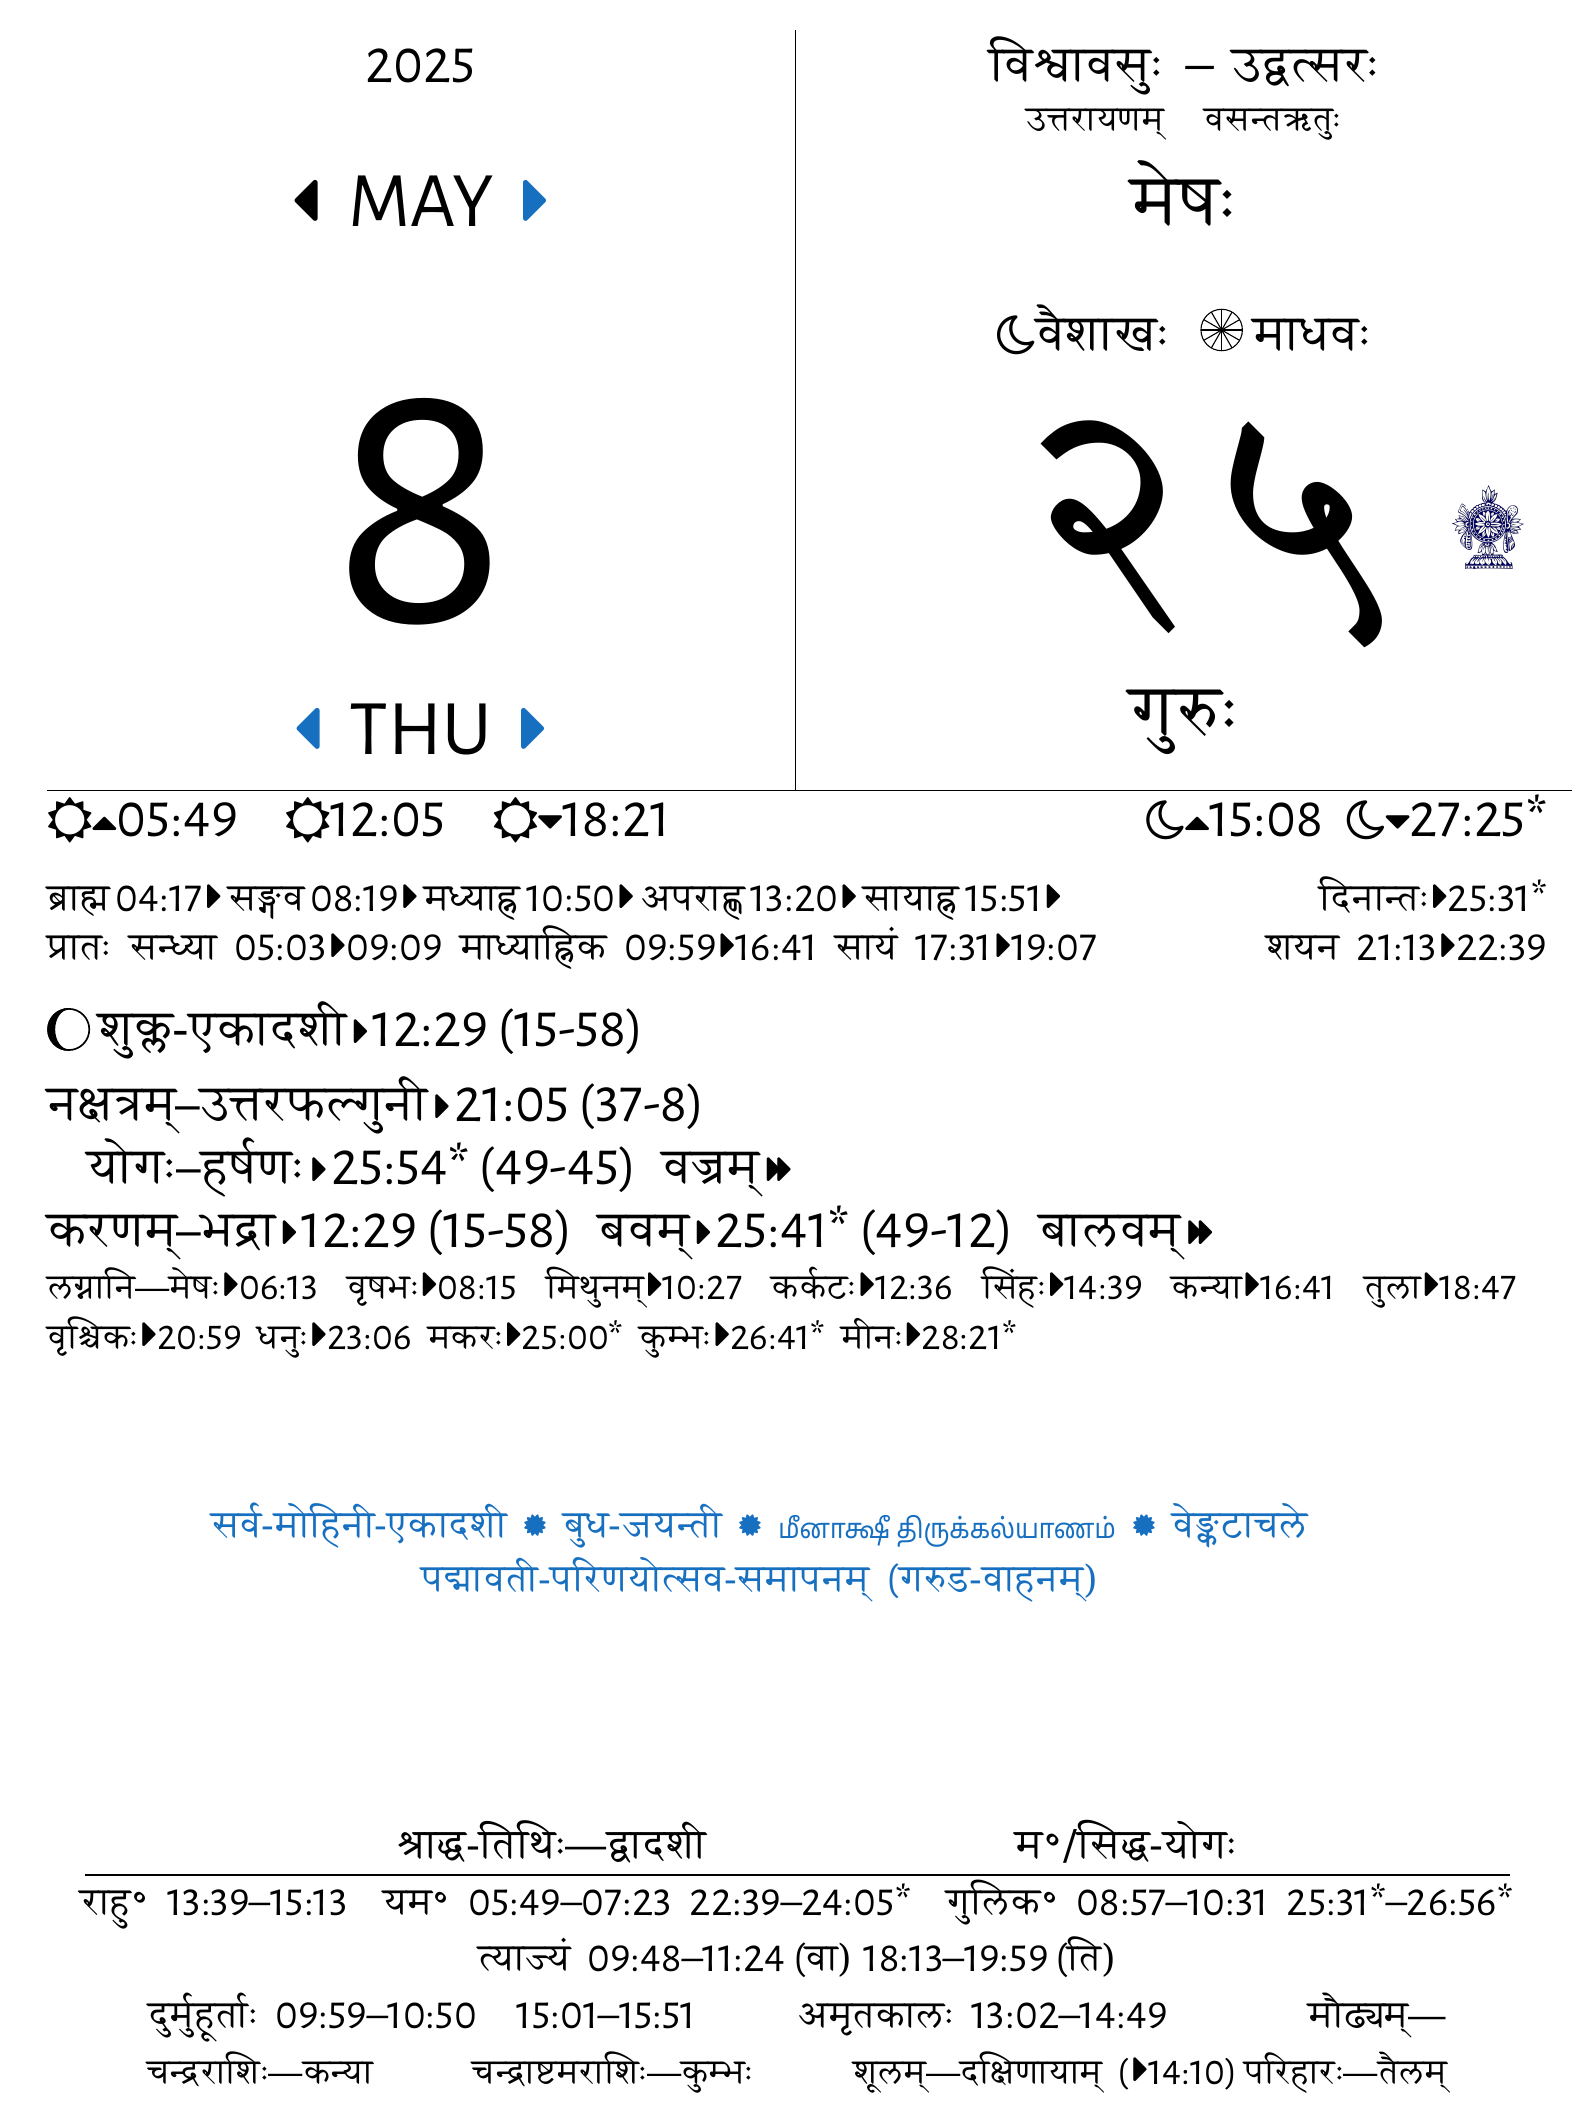 2025
MAY
8
THU
विश्वावसुः – उद्वत्सरः
उत्तरायणम् वसन्तऋतुः
मेषः
वैशाखः माधवः
२५
गुरुः
05:49 12:05 18:21 15:08 27:25*
ब्राह्म 04:17 सङ्गव 08:19 मध्याह्न 10:50 अपराह्ण 13:20 सायाह्न 15:51 दिनान्तः 25:31*
प्रातः सन्ध्या 05:03 09:09 माध्याह्निक 09:59 16:41 सायं 17:31 19:07 शयन 21:13 22:39
शुक्ल-एकादशी 12:29 (15-58)
नक्षत्रम्–उत्तरफल्गुनी 21:05 (37-8)
योगः–हर्षणः 25:54* (49-45) वज्रम्
करणम्–भद्रा 12:29 (15-58) बवम् 25:41* (49-12) बालवम्
लग्नानि—मेषः 06:13 वृषभः 08:15 मिथुनम् 10:27 कर्कटः 12:36 सिंहः 14:39 कन्या 16:41 तुला 18:47
वृश्चिकः 20:59 धनुः 23:06 मकरः 25:00* कुम्भः 26:41* मीनः 28:21*
सर्व-मोहिनी-एकादशी ✹ बुध-जयन्ती ✹ மீனாக்ஷீ திருக்கல்யாணம் ✹ वेङ्कटाचले
पद्मावती-परिणयोत्सव-समापनम् (गरुड-वाहनम्)
श्राद्ध-तिथिः—द्वादशी म॰/सिद्ध-योगः
राहु॰ 13:39–15:13 यम॰ 05:49–07:23 22:39–24:05* गुलिक॰ 08:57–10:31 25:31*–26:56*
त्याज्यं 09:48–11:24 (वा) 18:13–19:59 (ति)
दुर्मुहूर्ताः 09:59–10:50 15:01–15:51 अमृतकालः 13:02–14:49 मौढ्यम्—
चन्द्रराशिः—कन्या चन्द्राष्टमराशिः—कुम्भः शूलम्—दक्षिणायाम् (14:10) परिहारः—तैलम्